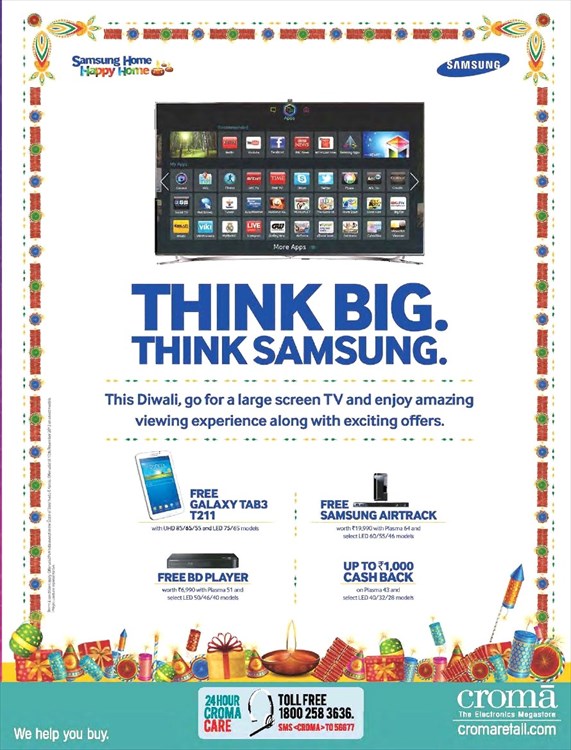 Samsung Home
Happy Home
SAMSUNG
Apps
More Apps
THINK BIG.
THINK SAMSUNG.
This Diwali, go for a large screen TV and enjoy amazing
viewing experience along with exciting offers.
FREE
GALAXY TAB3
T211
with UHD 85/65/55 and LED 75/65 models
FREE
SAMSUNG AIRTRACK
worth ₹19,990 with Plasma 64 and
select LED 60/55/46 models
FREE BD PLAYER
worth ₹6,990 with Plasma 51 and
select LED 50/46/40 models
UP TO ₹1,000
CASH BACK
on Plasma 43 and
select LED 40/32/28 models
We help you buy.
24 HOUR
CROMA
CARE
TOLL FREE
1800 258 3636.
SMS <CROMA> TO 56677
cromā
The Electronics Megastore
cromaretail.com